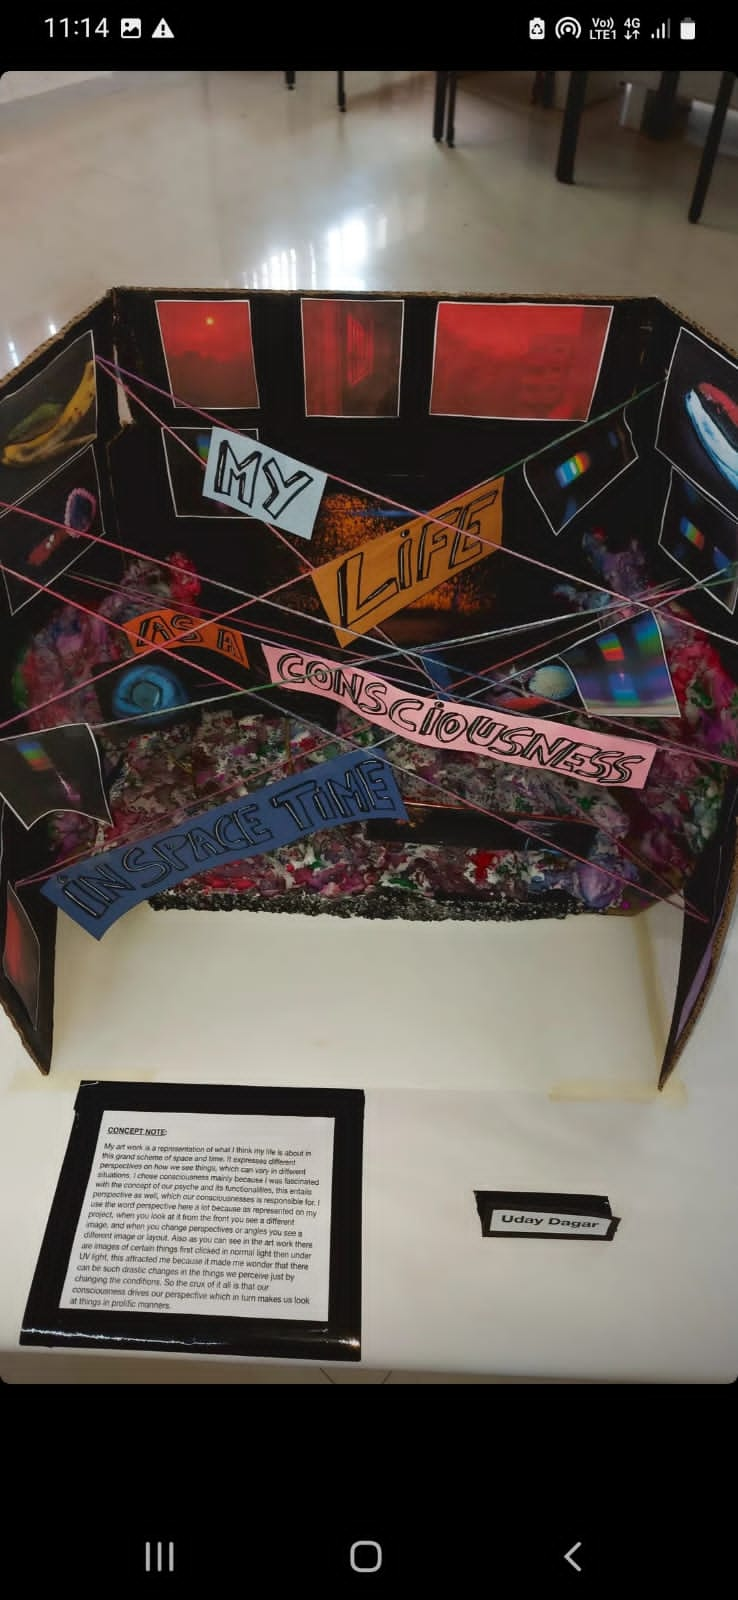 11:14
Vo))
LTE1
4G
MY
LiFE
AS A
CONSCiOUSNESS
iN SPACE TiME
CONCEPT NOTE:
My art work is a representation of what I think my life is about in
this grand scheme of space and time. It expresses different
perspectives on how we see things, which can vary in different
situations. I chose consciousness mainly because I was fascinated
with the concept of our psyche and its functionalities, this entails
perspective as well, which our consciousnesses is responsible for. I
use the word perspective here a lot because as represented on my
project, when you look at it from the front you see a different
image, and when you change perspectives or angles you see a
different image or layout. Also as you can see in the art work there
are images of certain things first clicked in normal light then under
UV light, this attracted me because it made me wonder that there
can be such drastic changes in the things we perceive just by
changing the conditions. So the crux of it all is that our
consciousness drives our perspective which in turn makes us look
at things in prolific manners.
Uday Dagar